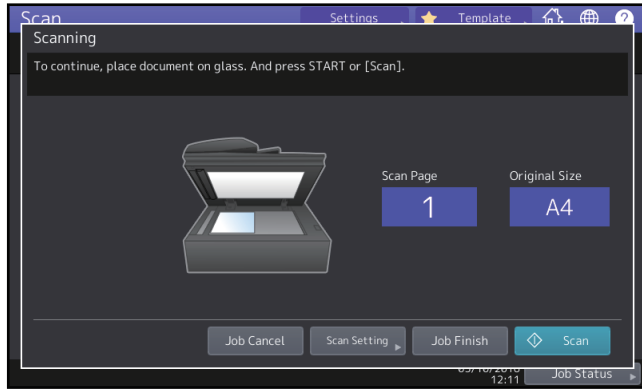 Scan
Settings
Template
?
Scanning
To continue, place document on glass. And press START or [Scan].
Scan Page
Original Size
1
A4
Job Cancel
Scan Setting
Job Finish
Scan
12:11
Job Status